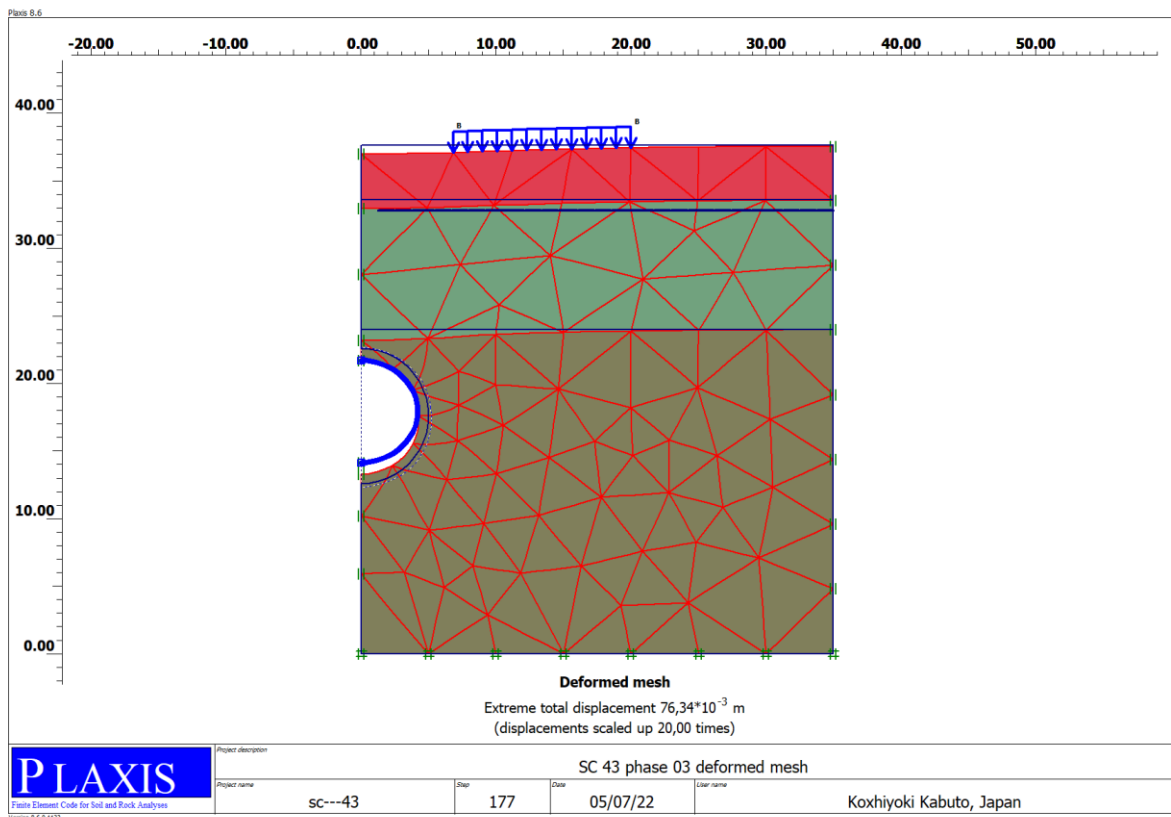 Plaxis 8.6
-20.00 -10.00 0.00 10.00 20.00 30.00 40.00 50.00
40.00
B B
30.00
20.00
10.00
0.00
Deformed mesh
Extreme total displacement 76,34*10-3 m
(displacements scaled up 20,00 times)
PLAXIS
Finite Element Code for Soil and Rock Analyses
Project description
SC 43 phase 03 deformed mesh
Project name
sc---43
Step
177
Date
05/07/22
User name
Koxhiyoki Kabuto, Japan